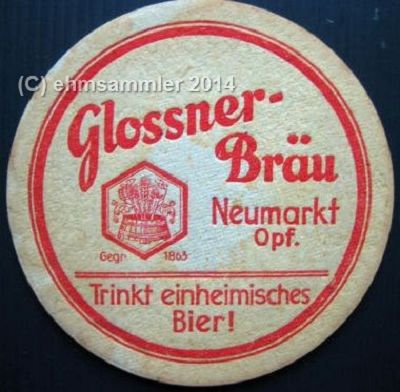 (C) ehmsammler 2014
Glossner-
Bräu
Neumarkt
Opf.
Gegr. 1863
Trinkt einheimisches
Bier!